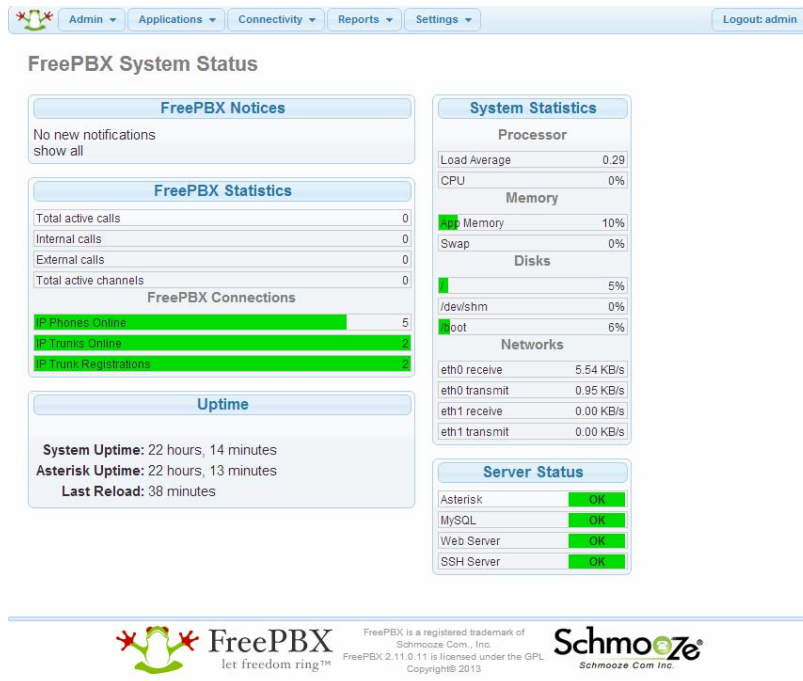 Admin Applications Connectivity Reports Settings Logout: admin
FreePBX System Status
FreePBX Notices
No new notifications
show all
FreePBX Statistics
Total active calls 0
Internal calls 0
External calls 0
Total active channels 0
FreePBX Connections
IP Phones Online 5
IP Trunks Online 2
IP Trunk Registrations 2
Uptime
System Uptime: 22 hours, 14 minutes
Asterisk Uptime: 22 hours, 13 minutes
Last Reload: 38 minutes
System Statistics
Processor
Load Average 0.29
CPU 0%
Memory
App Memory 10%
Swap 0%
Disks
/ 5%
/dev/shm 0%
/boot 6%
Networks
eth0 receive 5.54 KB/s
eth0 transmit 0.95 KB/s
eth1 receive 0.00 KB/s
eth1 transmit 0.00 KB/s
Server Status
Asterisk OK
MySQL OK
Web Server OK
SSH Server OK
FreePBX
let freedom ring™
FreePBX is a registered trademark of
Schmooze Com., Inc.
FreePBX 2.11.0.11 is licensed under the GPL
Copyright® 2013
Schmooze®
Schmooze Com Inc.